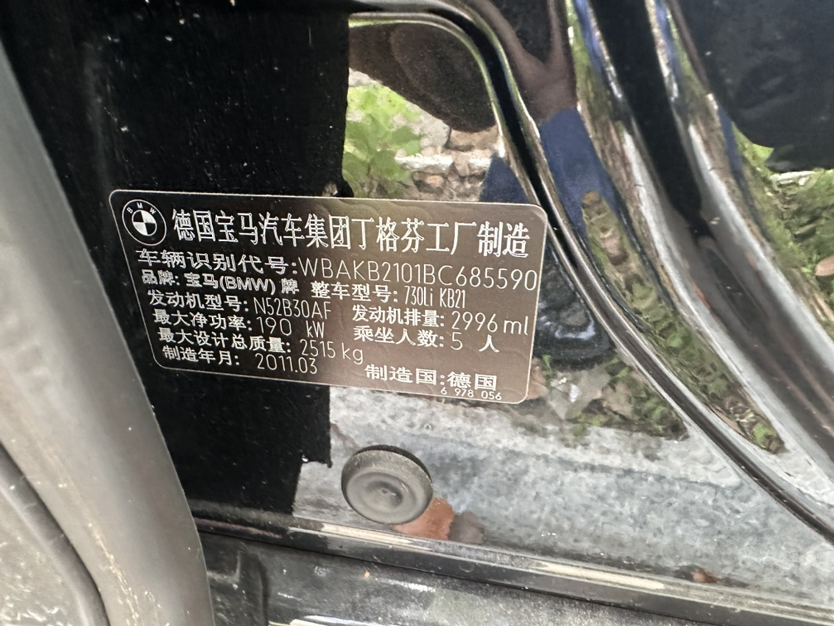 BMW
德国宝马汽车集团丁格芬工厂制造
车辆识别代号:WBAKB2101BC685590
品牌: 宝马(BMW) 牌 整车型号: 730Li KB21
发动机型号: N52B30AF 发动机排量: 2996 ml
最大净功率: 190 kW 乘坐人数: 5 人
最大设计总质量: 2515 kg
制造年月: 2011.03 制造国:德国
6 978 056